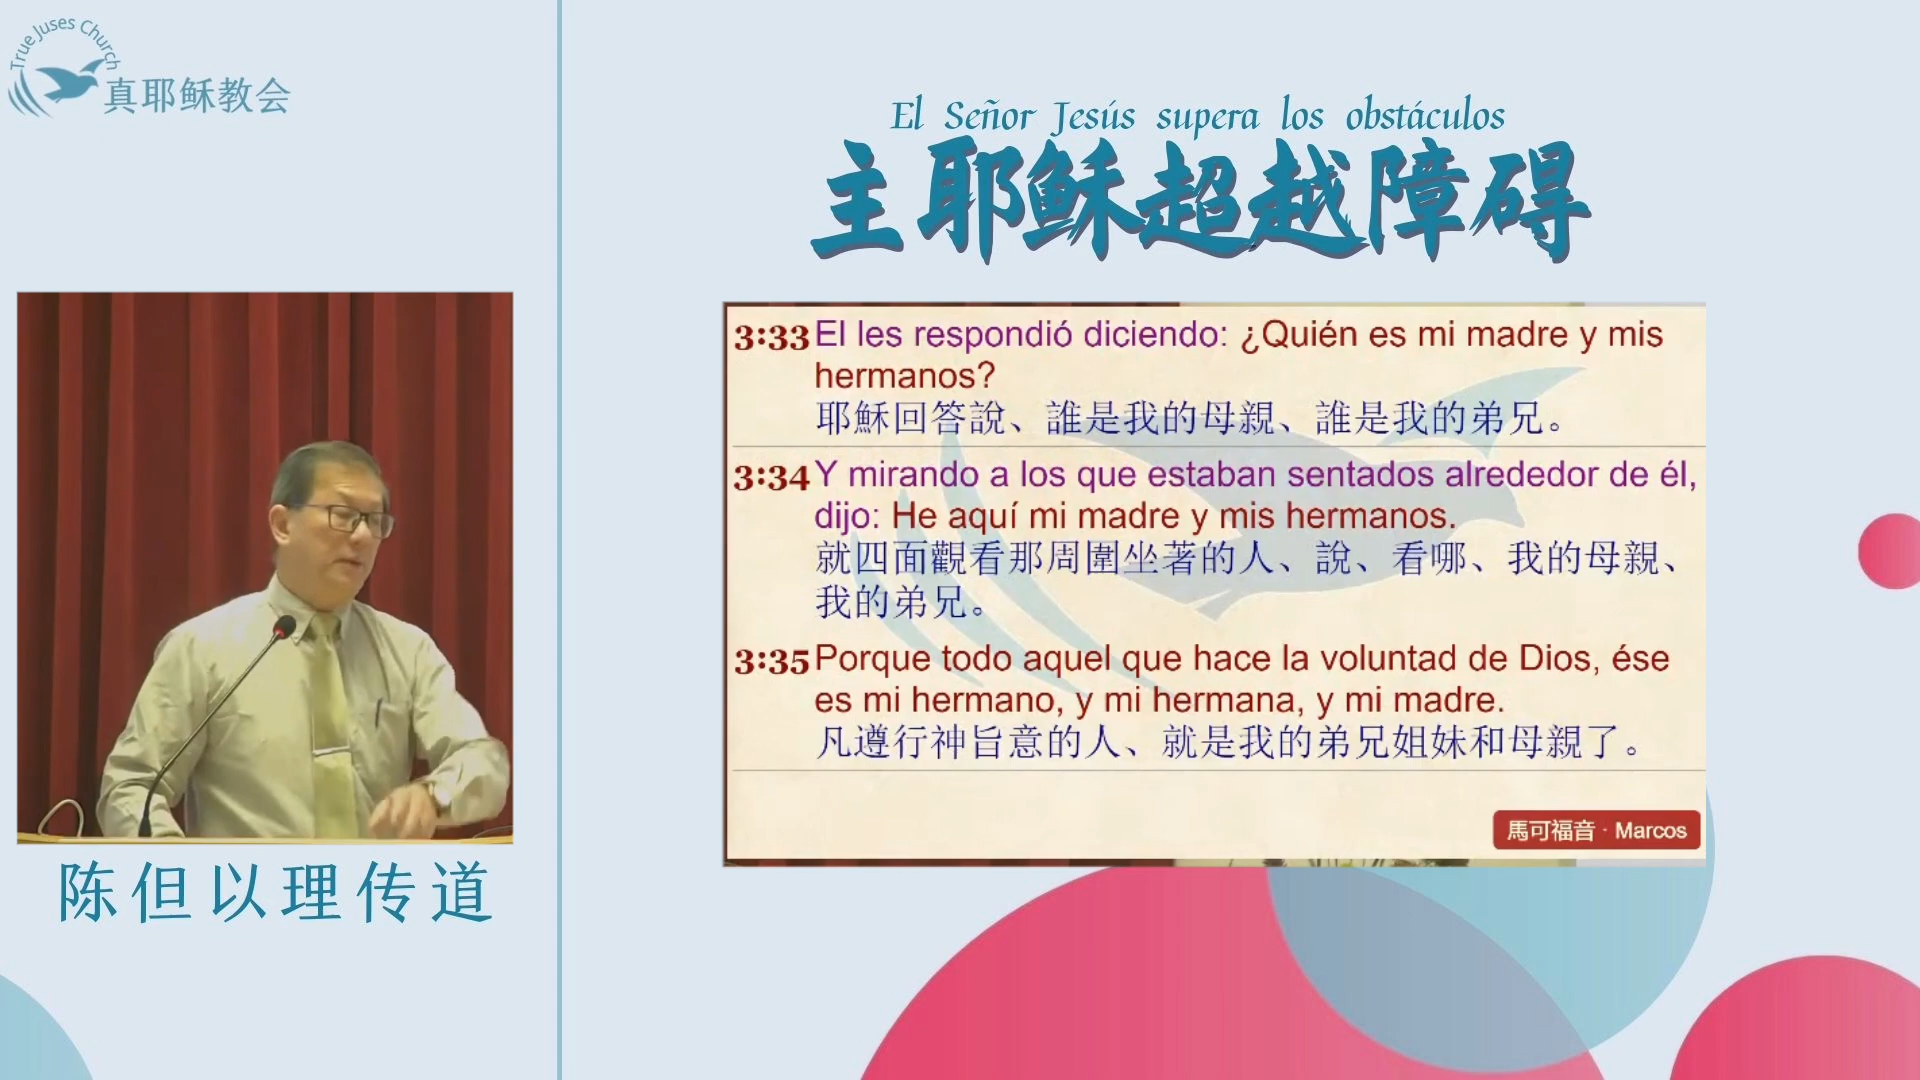 True Juses Church
真耶稣教会
El Señor Jesús supera los obstáculos
主耶稣超越障碍
3:33 El les respondió diciendo: ¿Quién es mi madre y mis
hermanos?
耶穌回答說、誰是我的母親、誰是我的弟兄。
3:34 Y mirando a los que estaban sentados alrededor de él,
dijo: He aquí mi madre y mis hermanos.
就四面觀看那周圍坐著的人、說、看哪、我的母親、
我的弟兄。
3:35 Porque todo aquel que hace la voluntad de Dios, ése
es mi hermano, y mi hermana, y mi madre.
凡遵行神旨意的人、就是我的弟兄姐妹和母親了。
馬可福音 · Marcos
陈但以理传道